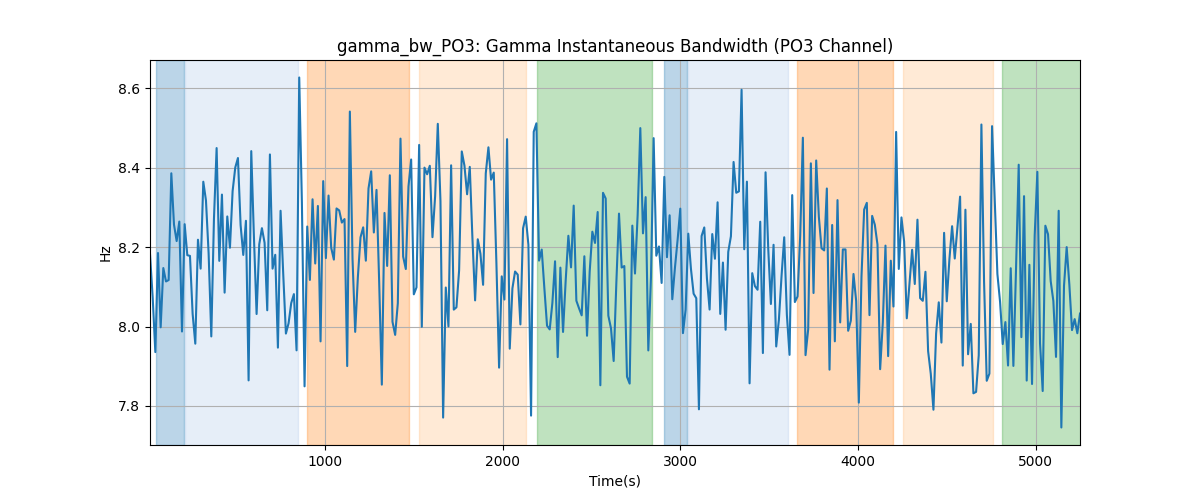 gamma_bw_PO3: Gamma Instantaneous Bandwidth (PO3 Channel)
8.6
8.4
8.2
8.0
7.8
Hz
1000 2000 3000 4000 5000
Time(s)